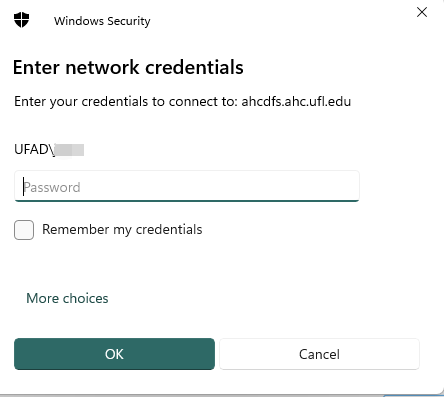 Windows Security
Enter network credentials
Enter your credentials to connect to: ahcdfs.ahc.ufl.edu
UFAD\
Password
Remember my credentials
More choices
OK
Cancel